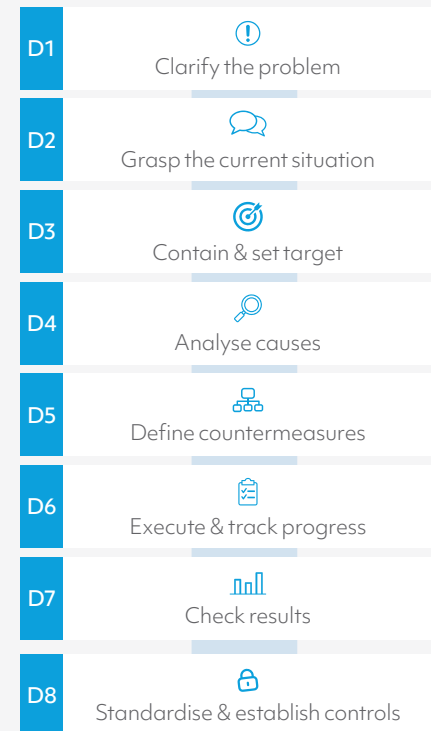 D1
Clarify the problem
D2
Grasp the current situation
D3
Contain & set target
D4
Analyse causes
D5
Define countermeasures
D6
Execute & track progress
D7
Check results
D8
Standardise & establish controls